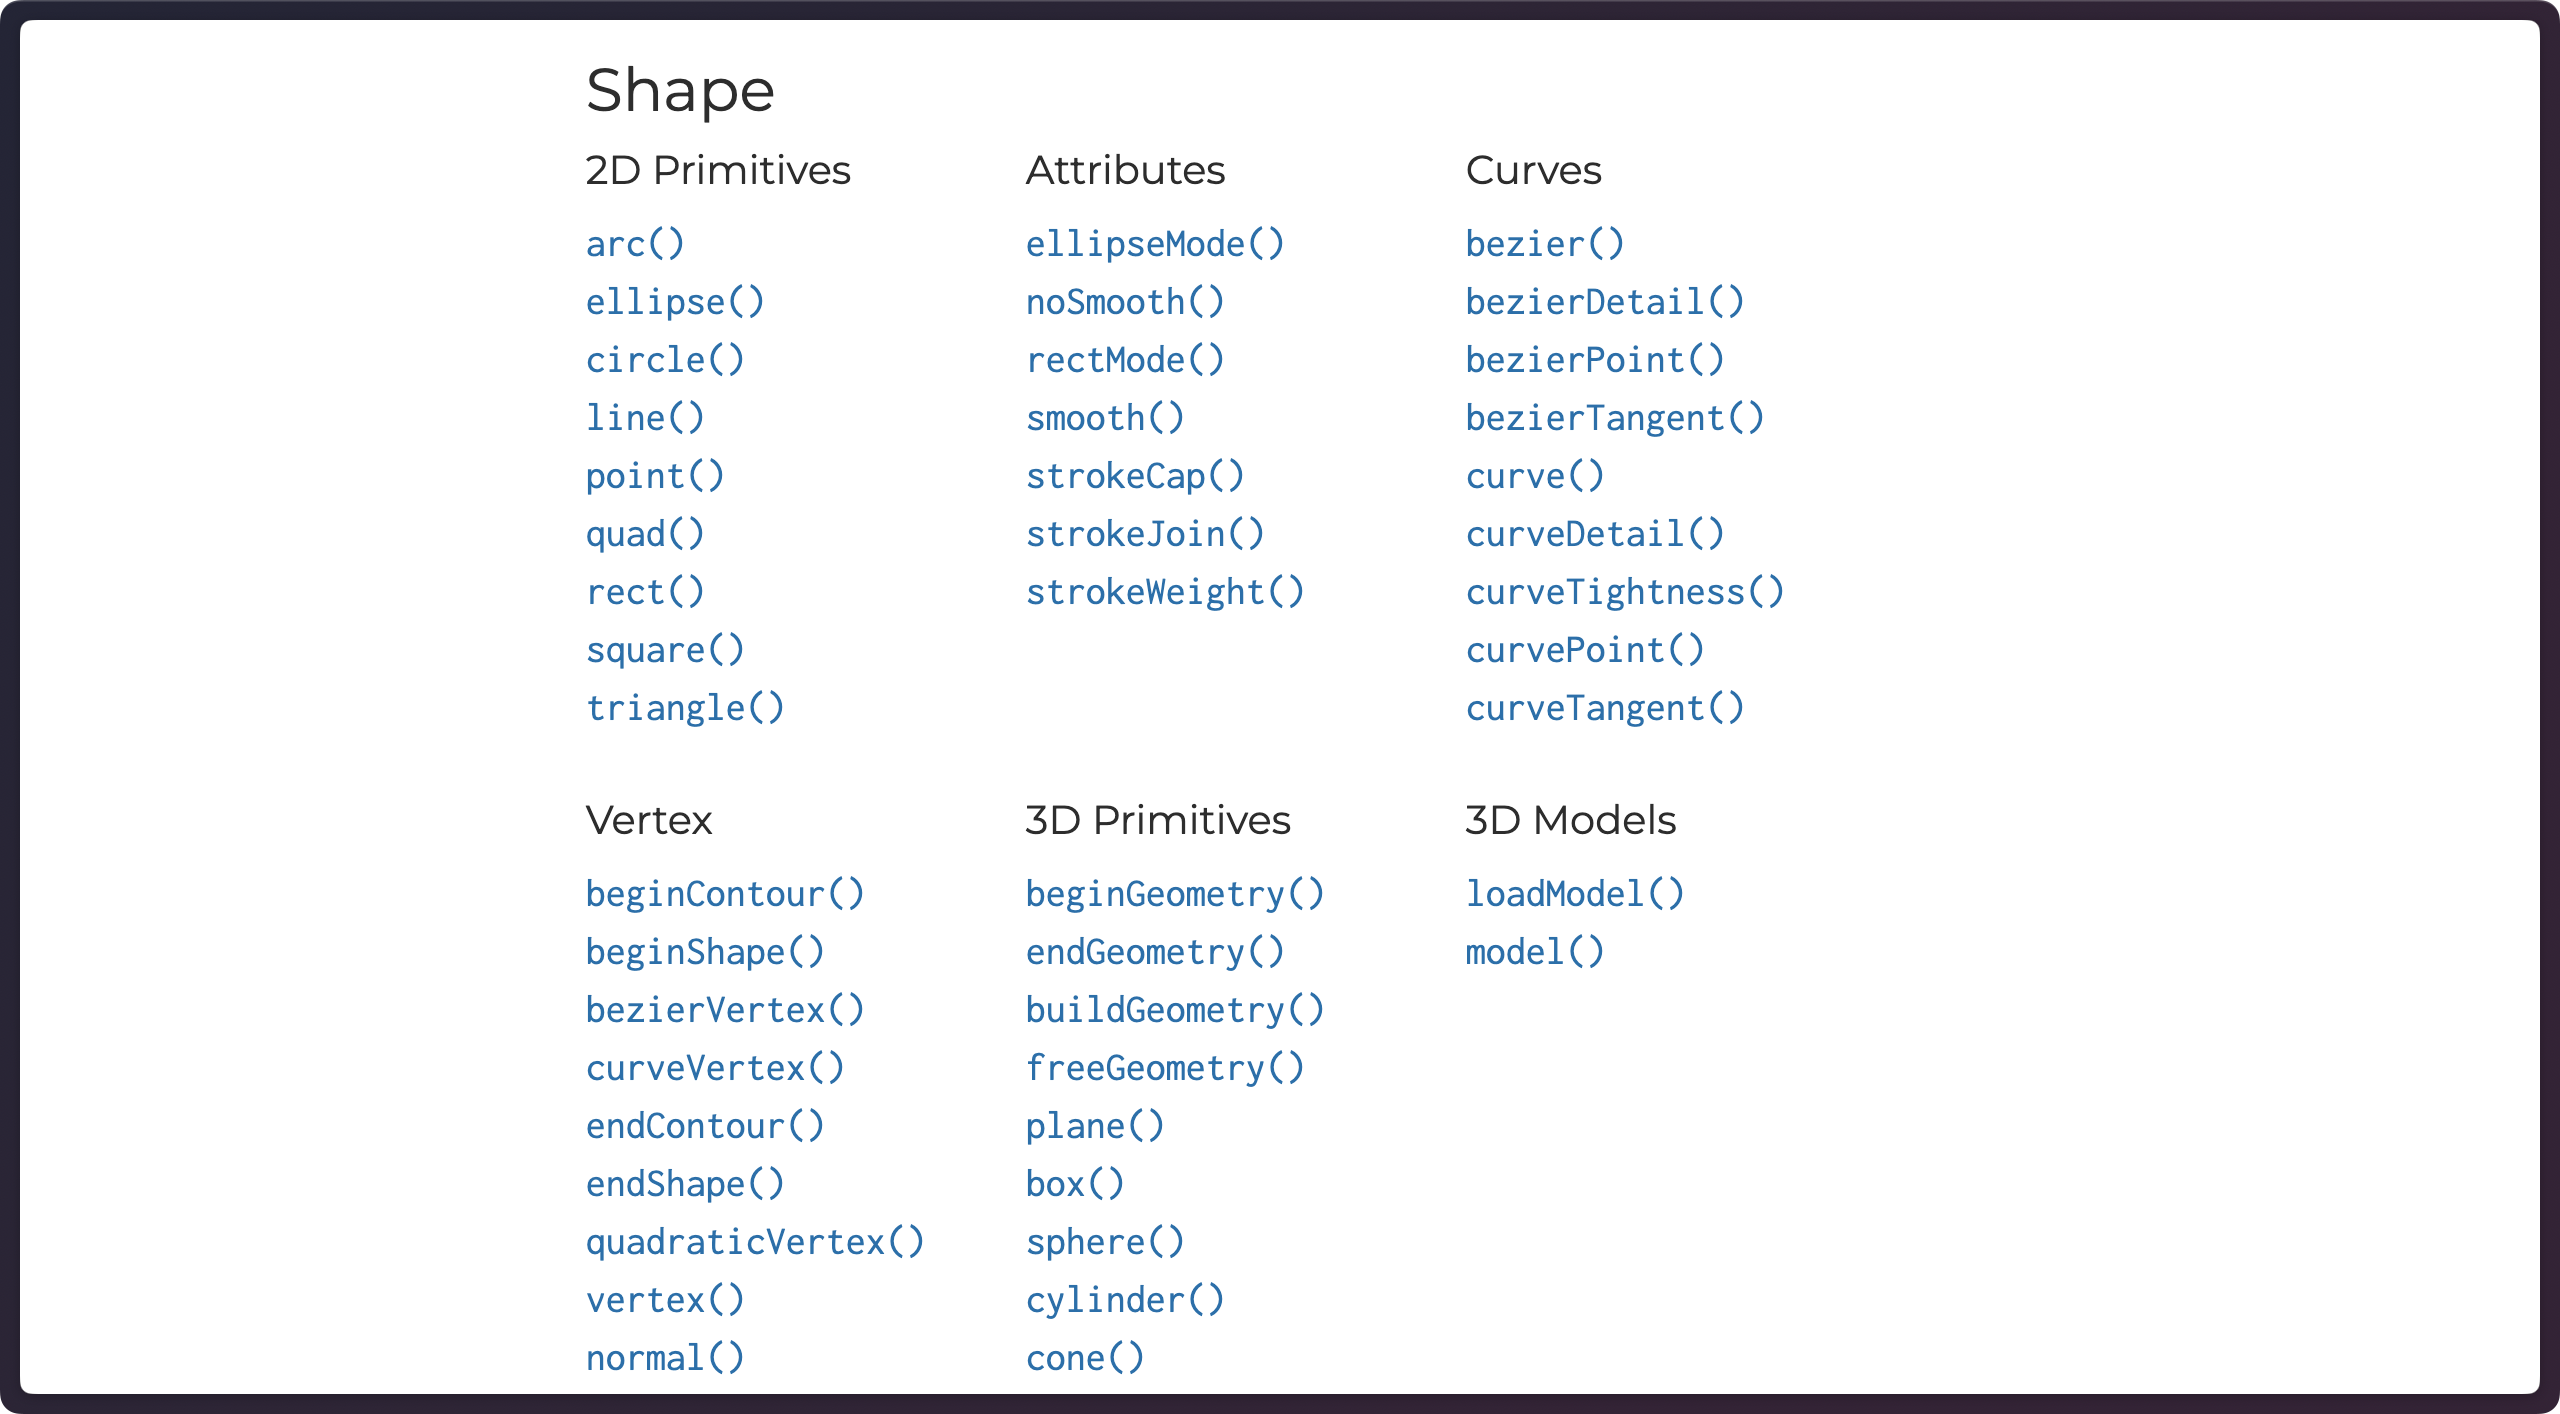 Shape
2D Primitives
arc()
ellipse()
circle()
line()
point()
quad()
rect()
square()
triangle()
Attributes
ellipseMode()
noSmooth()
rectMode()
smooth()
strokeCap()
strokeJoin()
strokeWeight()
Curves
bezier()
bezierDetail()
bezierPoint()
bezierTangent()
curve()
curveDetail()
curveTightness()
curvePoint()
curveTangent()
Vertex
beginContour()
beginShape()
bezierVertex()
curveVertex()
endContour()
endShape()
quadraticVertex()
vertex()
normal()
3D Primitives
beginGeometry()
endGeometry()
buildGeometry()
freeGeometry()
plane()
box()
sphere()
cylinder()
cone()
3D Models
loadModel()
model()